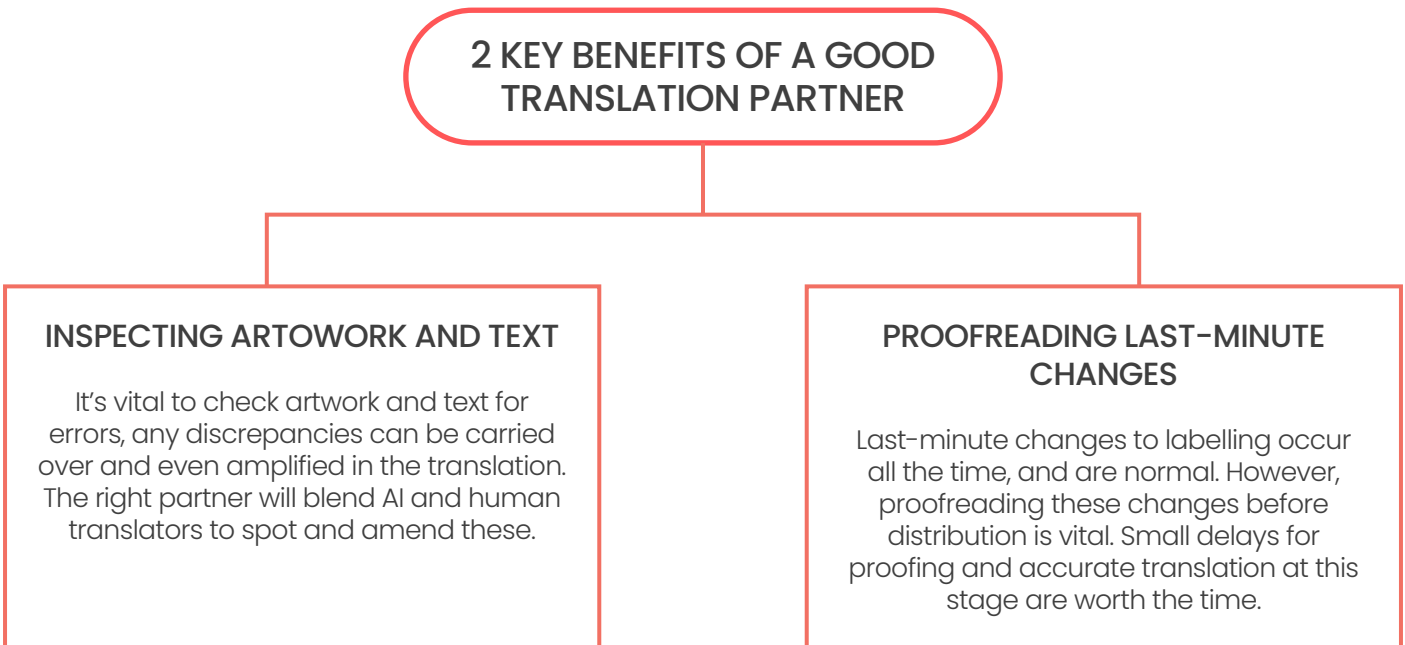 2 KEY BENEFITS OF A GOOD
TRANSLATION PARTNER
INSPECTING ARTOWORK AND TEXT
It’s vital to check artwork and text for
errors, any discrepancies can be carried
over and even amplified in the translation.
The right partner will blend AI and human
translators to spot and amend these.
PROOFREADING LAST-MINUTE
CHANGES
Last-minute changes to labelling occur
all the time, and are normal. However,
proofreading these changes before
distribution is vital. Small delays for
proofing and accurate translation at this
stage are worth the time.